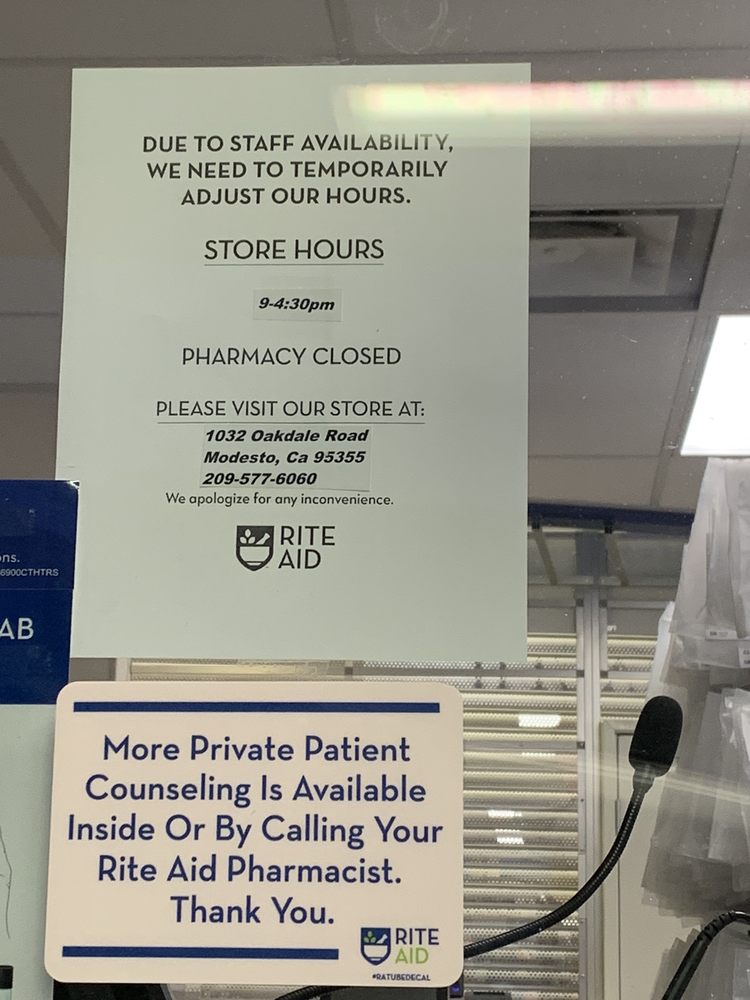 DUE TO STAFF AVAILABILITY,
WE NEED TO TEMPORARILY
ADJUST OUR HOURS.
STORE HOURS
9-4:30pm
PHARMACY CLOSED
PLEASE VISIT OUR STORE AT:
1032 Oakdale Road
Modesto, Ca 95355
209-577-6060
We apologize for any inconvenience.
RITE
AID
ons.
6900CTHTRS
AB
More Private Patient
Counseling Is Available
Inside Or By Calling Your
Rite Aid Pharmacist.
Thank You.
RITE
AID
#RATUBEDECAL